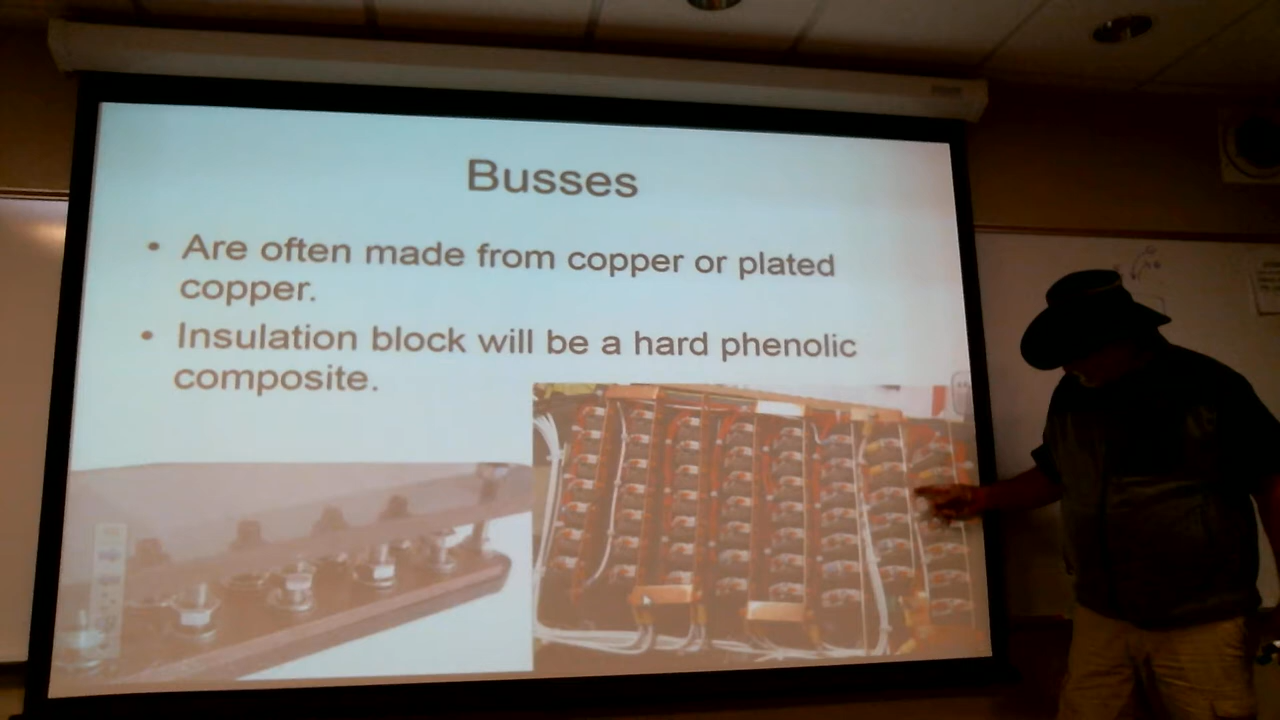 Busses
• Are often made from copper or plated
copper.
• Insulation block will be a hard phenolic
composite.